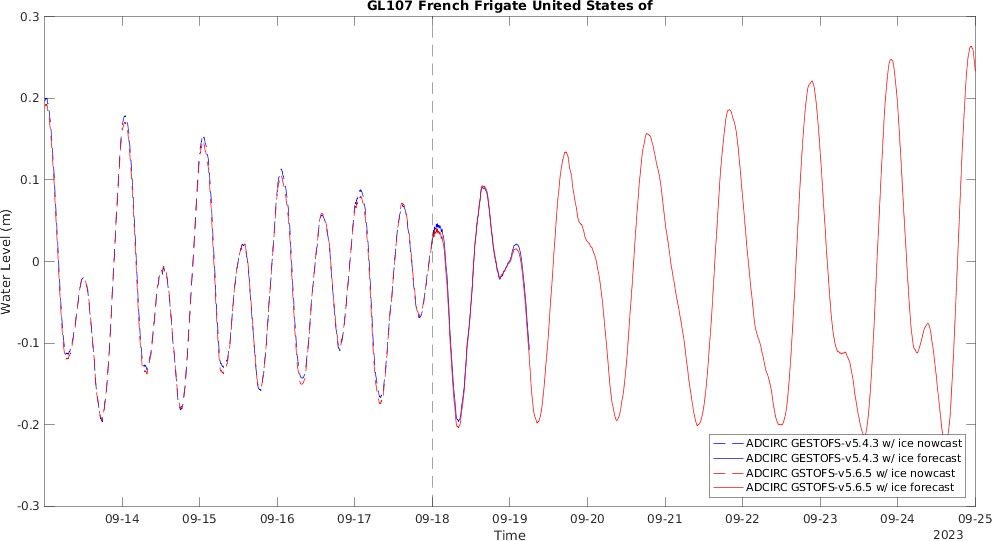 GL107 French Frigate United States of
0.3
0.2
0.1
0
-0.1
-0.2
-0.3
Water Level (m)
ADCIRC GESTOFS-v5.4.3 w/ ice nowcast
ADCIRC GESTOFS-v5.4.3 w/ ice forecast
ADCIRC GSTOFS-v5.6.5 w/ ice nowcast
ADCIRC GSTOFS-v5.6.5 w/ ice forecast
09-14 09-15 09-16 09-17 09-18 09-19 09-20 09-21 09-22 09-23 09-24 09-25
Time
2023